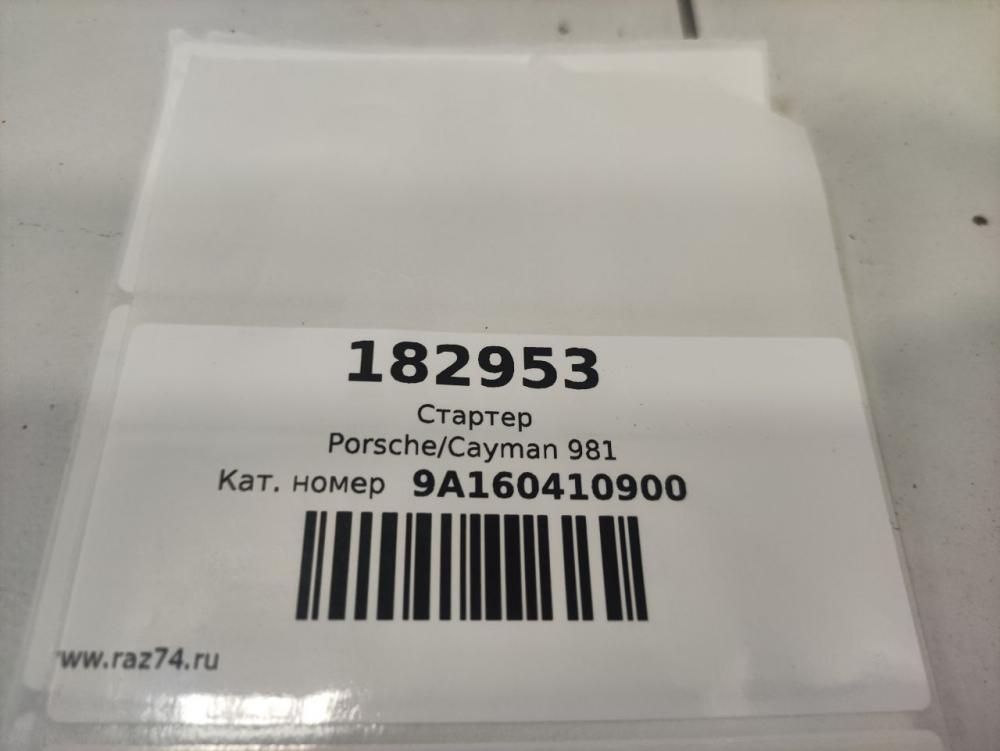 182953
Стартер
Porsche/Cayman 981
Кат. номер 9A160410900
www.raz74.ru